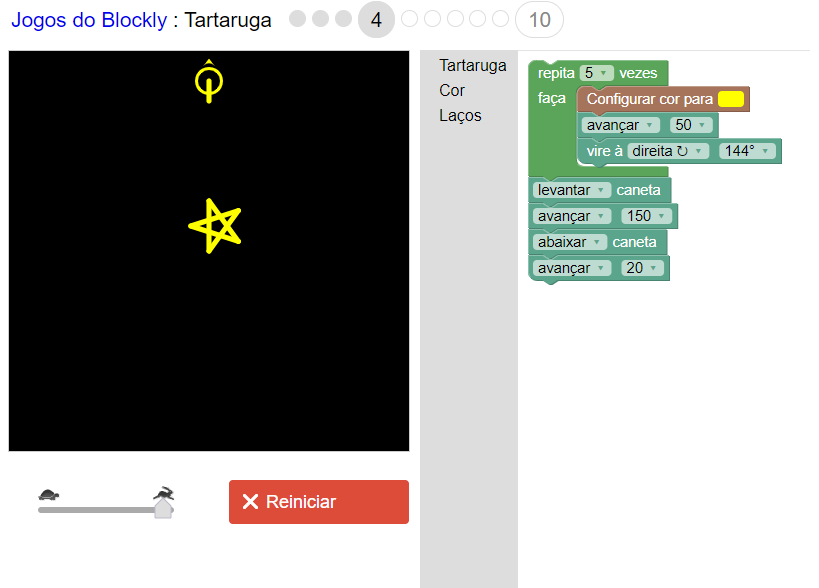 Jogos do Blockly : Tartaruga 4 10
Tartaruga
Cor
Laços
repita 5 vezes
faça Configurar cor para
avançar 50
vire à direita ↻ 144°
levantar caneta
avançar 150
abaixar caneta
avançar 20
Reiniciar